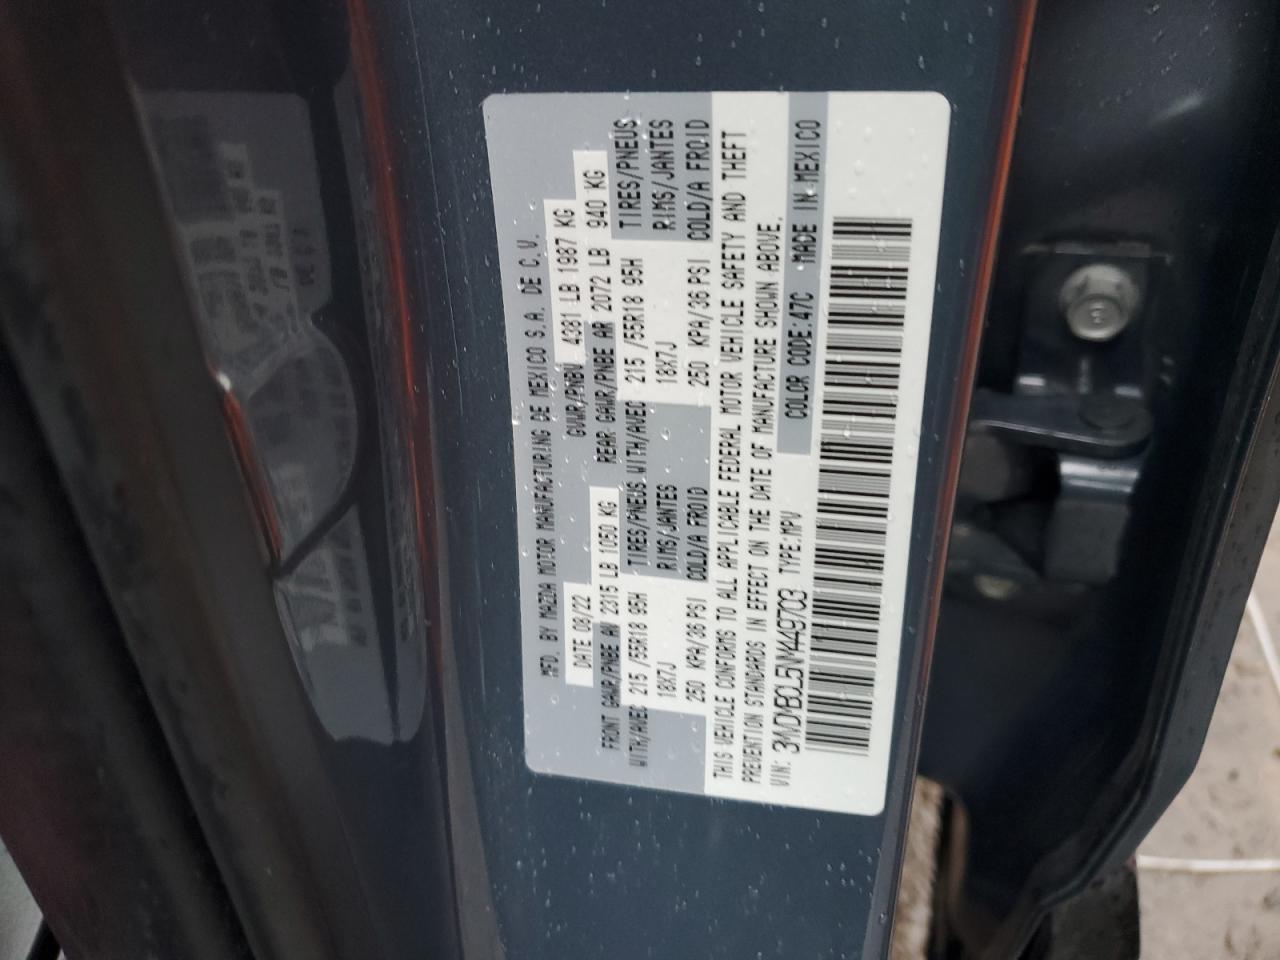 MFD. BY MAZDA MOTOR MANUFACTURING DE MEXICO S.A. DE C.V.
DATE 08/22 GVWR/PNBV 4381 LB 1987 KG
FRONT GAWR/PNBE AV 2315 LB 1050 KG REAR GAWR/PNBE AR 2072 LB 940 KG
WITH/AVEC 215 /55R18 95H TIRES/PNEUS WITH/AVEC 215 /55R18 95H TIRES/PNEUS
18X7J RIMS/JANTES 18X7J RIMS/JANTES
250 KPA/36 PSI COLD/A FROID 250 KPA/36 PSI COLD/A FROID
THIS VEHICLE CONFORMS TO ALL APPLICABLE FEDERAL MOTOR VEHICLE SAFETY AND THEFT
PREVENTION STANDARDS IN EFFECT ON THE DATE OF MANUFACTURE SHOWN ABOVE.
VIN: 3MVDMBCL5NM449703 TYPE:MPV COLOR CODE:47C MADE IN MEXICO